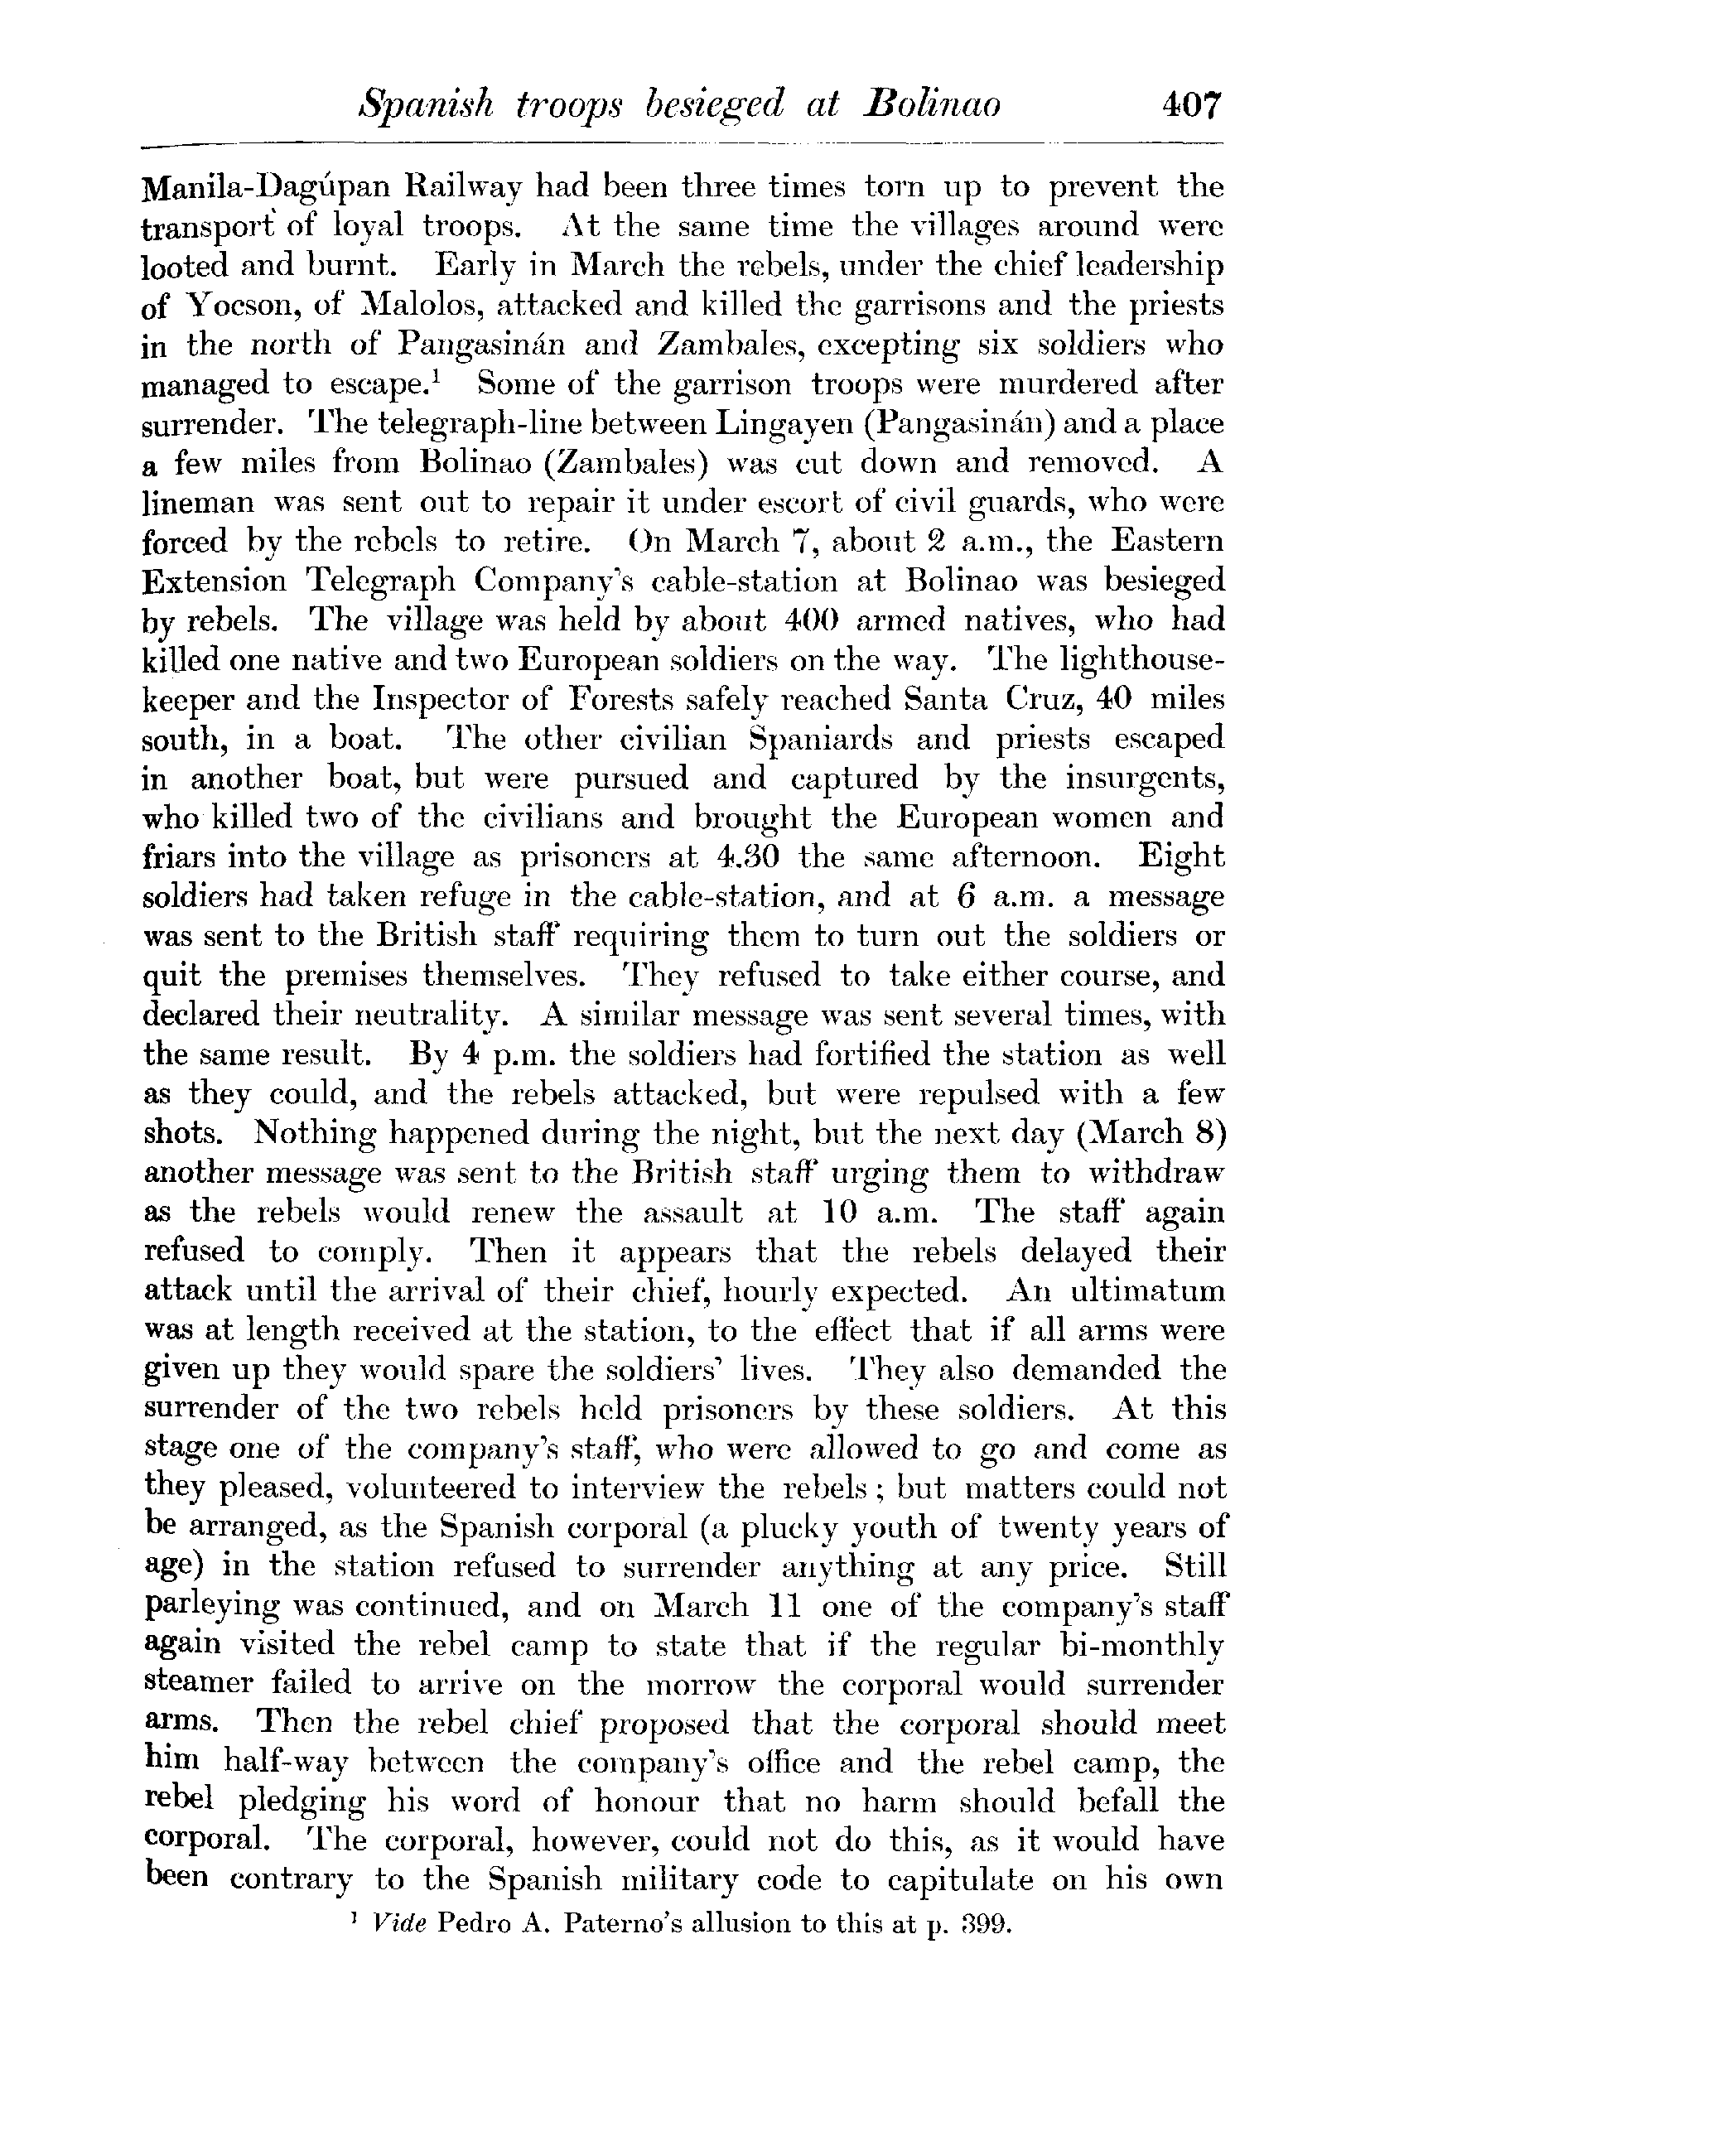 Spanish troops besieged at Bolinao 407
Manila-Dagúpan Railway had been three times torn up to prevent the
transport of loyal troops. At the same time the villages around were
looted and burnt. Early in March the rebels, under the chief leadership
of Yocson, of Malolos, attacked and killed the garrisons and the priests
in the north of Pangasinán and Zambales, excepting six soldiers who
managed to escape.¹ Some of the garrison troops were murdered after
surrender. The telegraph-line between Lingayen (Pangasinán) and a place
a few miles from Bolinao (Zambales) was cut down and removed. A
lineman was sent out to repair it under escort of civil guards, who were
forced by the rebels to retire. On March 7, about 2 a.m., the Eastern
Extension Telegraph Company's cable-station at Bolinao was besieged
by rebels. The village was held by about 400 armed natives, who had
killed one native and two European soldiers on the way. The lighthouse-
keeper and the Inspector of Forests safely reached Santa Cruz, 40 miles
south, in a boat. The other civilian Spaniards and priests escaped
in another boat, but were pursued and captured by the insurgents,
who killed two of the civilians and brought the European women and
friars into the village as prisoners at 4.30 the same afternoon. Eight
soldiers had taken refuge in the cable-station, and at 6 a.m. a message
was sent to the British staff requiring them to turn out the soldiers or
quit the premises themselves. They refused to take either course, and
declared their neutrality. A similar message was sent several times, with
the same result. By 4 p.m. the soldiers had fortified the station as well
as they could, and the rebels attacked, but were repulsed with a few
shots. Nothing happened during the night, but the next day (March 8)
another message was sent to the British staff urging them to withdraw
as the rebels would renew the assault at 10 a.m. The staff again
refused to comply. Then it appears that the rebels delayed their
attack until the arrival of their chief, hourly expected. An ultimatum
was at length received at the station, to the effect that if all arms were
given up they would spare the soldiers' lives. They also demanded the
surrender of the two rebels held prisoners by these soldiers. At this
stage one of the company's staff, who were allowed to go and come as
they pleased, volunteered to interview the rebels; but matters could not
be arranged, as the Spanish corporal (a plucky youth of twenty years of
age) in the station refused to surrender anything at any price. Still
parleying was continued, and on March 11 one of the company's staff
again visited the rebel camp to state that if the regular bi-monthly
steamer failed to arrive on the morrow the corporal would surrender
arms. Then the rebel chief proposed that the corporal should meet
him half-way between the company's office and the rebel camp, the
rebel pledging his word of honour that no harm should befall the
corporal. The corporal, however, could not do this, as it would have
been contrary to the Spanish military code to capitulate on his own
¹ Vide Pedro A. Paterno's allusion to this at p. 399.